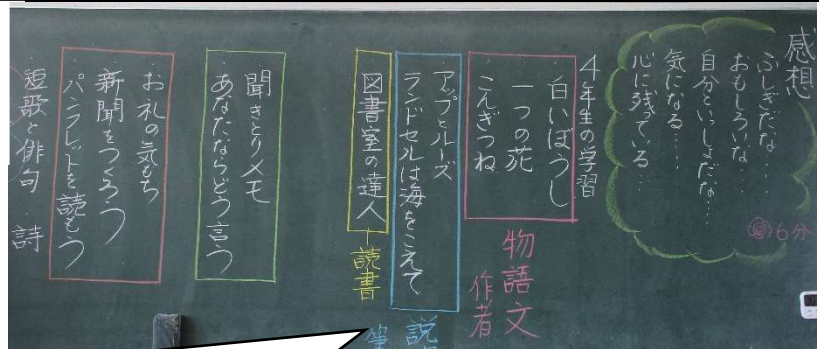 感想
ふしぎだな…
おもしろいな…
自分といっしょだな…
気になる…
心に残っている…
6分
4年生の学習
白いぼうし
一つの花
こんぎつね
物語文
作者
アップとルーズ
ランドセルは海をこえて
説
筆
図書室の達人－読書
聞きとりメモ
あなたならどう言う
お礼の気もち
新聞をつくろう
パンフレットを読もう
短歌と俳句 詩